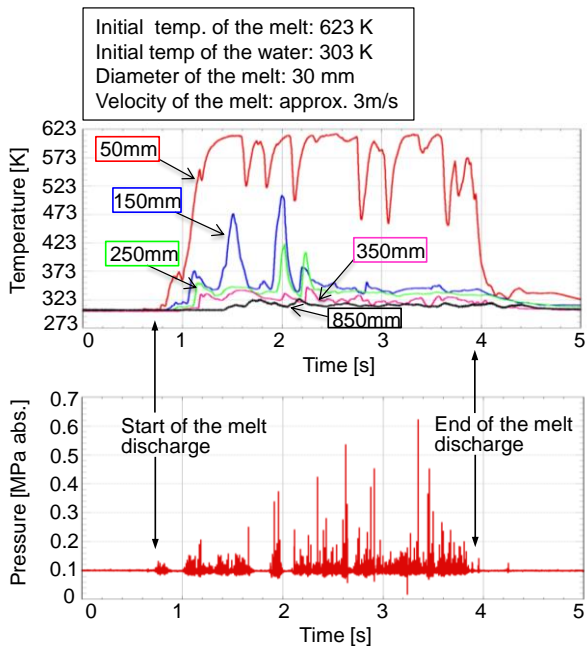 Initial temp. of the melt: 623 K
Initial temp of the water: 303 K
Diameter of the melt: 30 mm
Velocity of the melt: approx. 3m/s
Temperature [K]
623
573
523
473
423
373
323
273
50mm
150mm
250mm
350mm
850mm
0 1 2 3 4 5
Time [s]
Pressure [MPa abs.]
0.7
0.6
0.5
0.4
0.3
0.2
0.1
0
Start of the melt
discharge
End of the melt
discharge
0 1 2 3 4 5
Time [s]